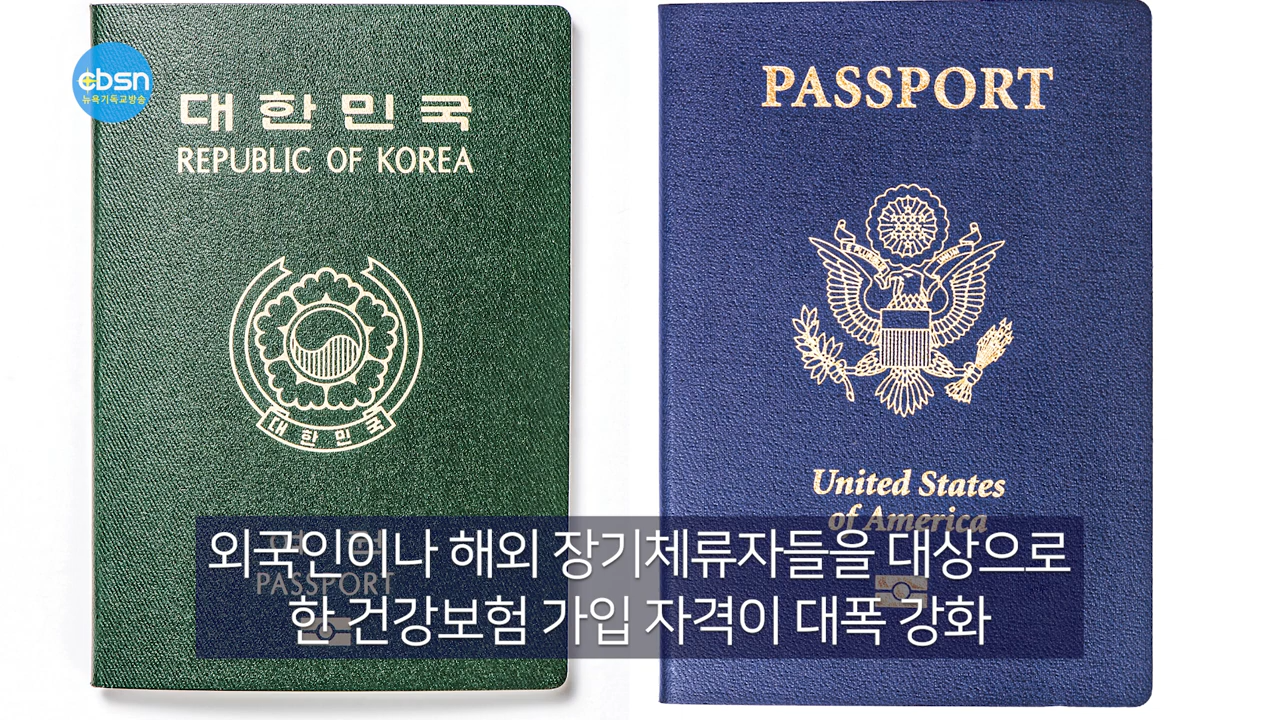 cbsn
뉴욕기독교방송
대한민국
REPUBLIC OF KOREA
대한민국
PASSPORT
PASSPORT
United States
of America
외국인이나 해외 장기체류자들을 대상으로
한 건강보험 가입 자격이 대폭 강화